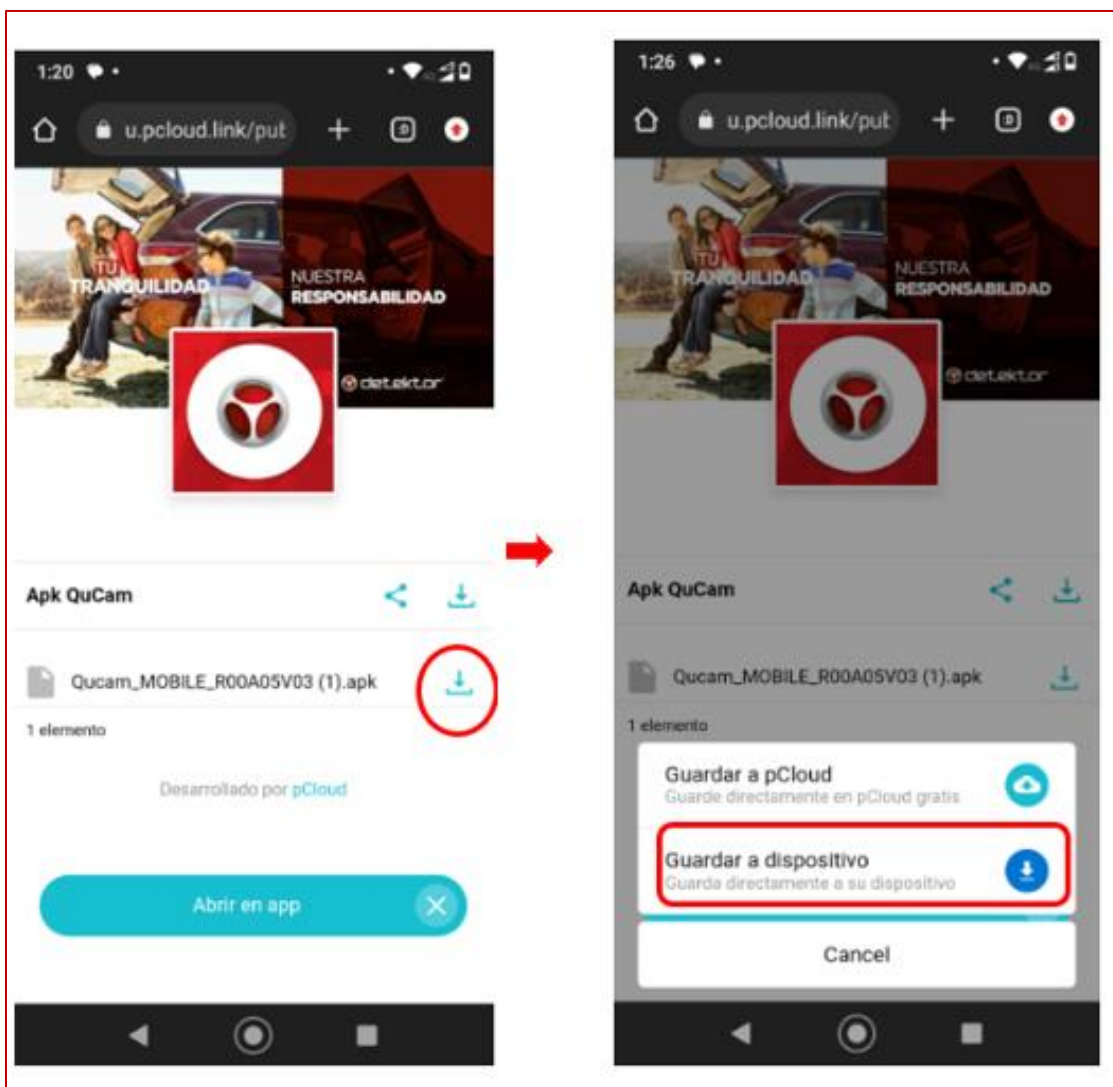 1:20
u.pcloud.link/put
:D
TU
TRANQUILIDAD
NUESTRA
RESPONSABILIDAD
detektor
Apk QuCam
Qucam_MOBILE_R00A05V03 (1).apk
1 elemento
Desarrollado por pCloud
Abrir en app
1:26
u.pcloud.link/put
:D
TU
TRANQUILIDAD
NUESTRA
RESPONSABILIDAD
detektor
Apk QuCam
Qucam_MOBILE_R00A05V03 (1).apk
1 elemento
Guardar a pCloud
Guarde directamente en pCloud gratis
Guardar a dispositivo
Guarda directamente a su dispositivo
Cancel